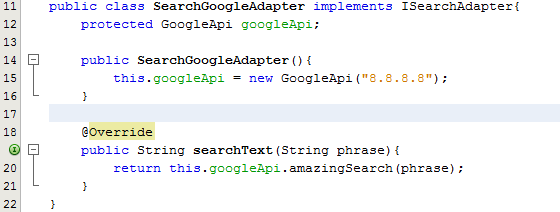 11 public class SearchGoogleAdapter implements ISearchAdapter{
12     protected GoogleApi googleApi;
13
14     public SearchGoogleAdapter(){
15         this.googleApi = new GoogleApi("8.8.8.8");
16     }
17
18     @Override
    public String searchText(String phrase){
20         return this.googleApi.amazingSearch(phrase);
21     }
22 }